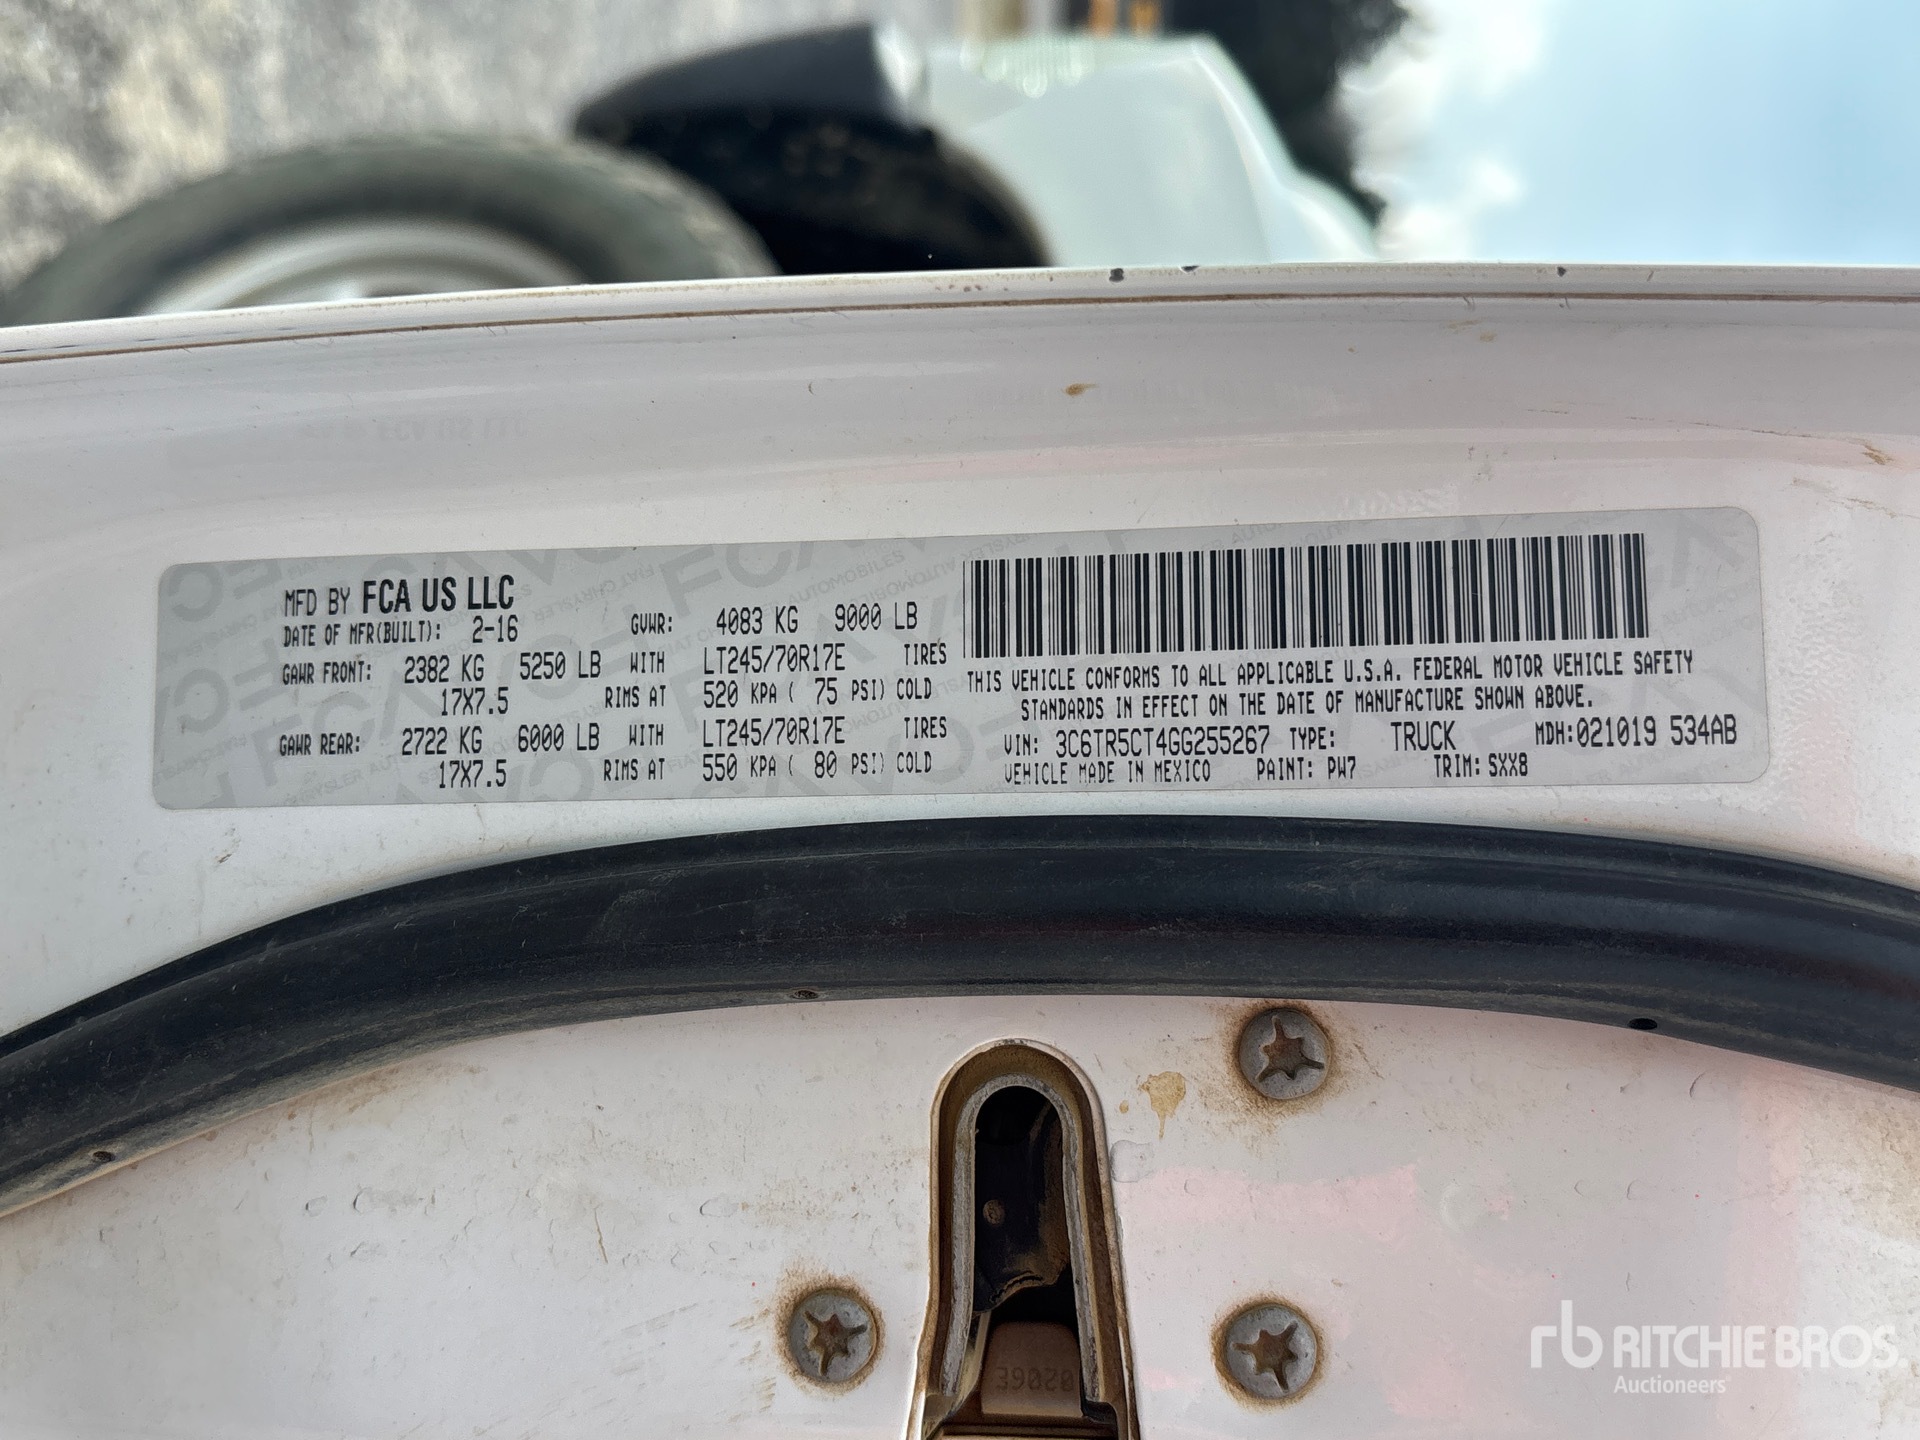 MFD BY FCA US LLC
DATE OF MFR(BUILT): 2-16 GVWR: 4083 KG 9000 LB
GAWR FRONT: 2382 KG 5250 LB WITH LT245/70R17E TIRES
17X7.5 RIMS AT 520 KPA ( 75 PSI) COLD
GAWR REAR: 2722 KG 6000 LB WITH LT245/70R17E TIRES
17X7.5 RIMS AT 550 KPA ( 80 PSI) COLD
THIS VEHICLE CONFORMS TO ALL APPLICABLE U.S.A. FEDERAL MOTOR VEHICLE SAFETY
STANDARDS IN EFFECT ON THE DATE OF MANUFACTURE SHOWN ABOVE.
VIN: 3C6TR5CT4GG255267 TYPE: TRUCK MDH:021019 534AB
VEHICLE MADE IN MEXICO PAINT: PW7 TRIM: SXX8
39020
rb RITCHIE BROS.
Auctioneers